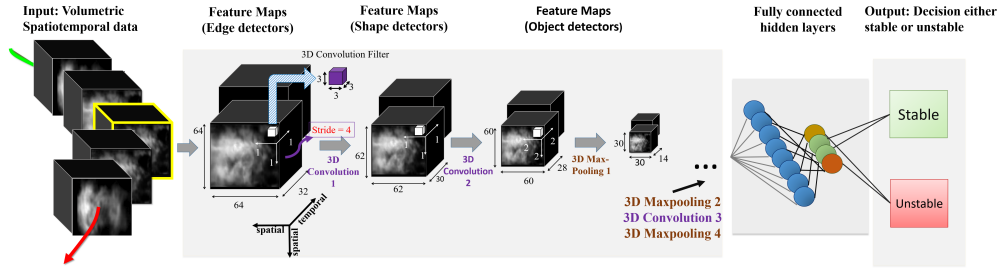 Input: Volumetric
Spatiotemporal data
Feature Maps
(Edge detectors)
Feature Maps
(Shape detectors)
Feature Maps
(Object detectors)
Fully connected
hidden layers
Output: Decision either
stable or unstable
3D Convolution Filter
3
3
3
Stride = 4
64
1
1
1
64
32
3D
Convolution
1
62
1
1
1
62
30
3D
Convolution
2
60
2
2
2
60
28
3D Max-
Pooling 1
30
30
14
...
3D Maxpooling 2
3D Convolution 3
3D Maxpooling 4
spatial
temporal
spatial
Stable
Unstable